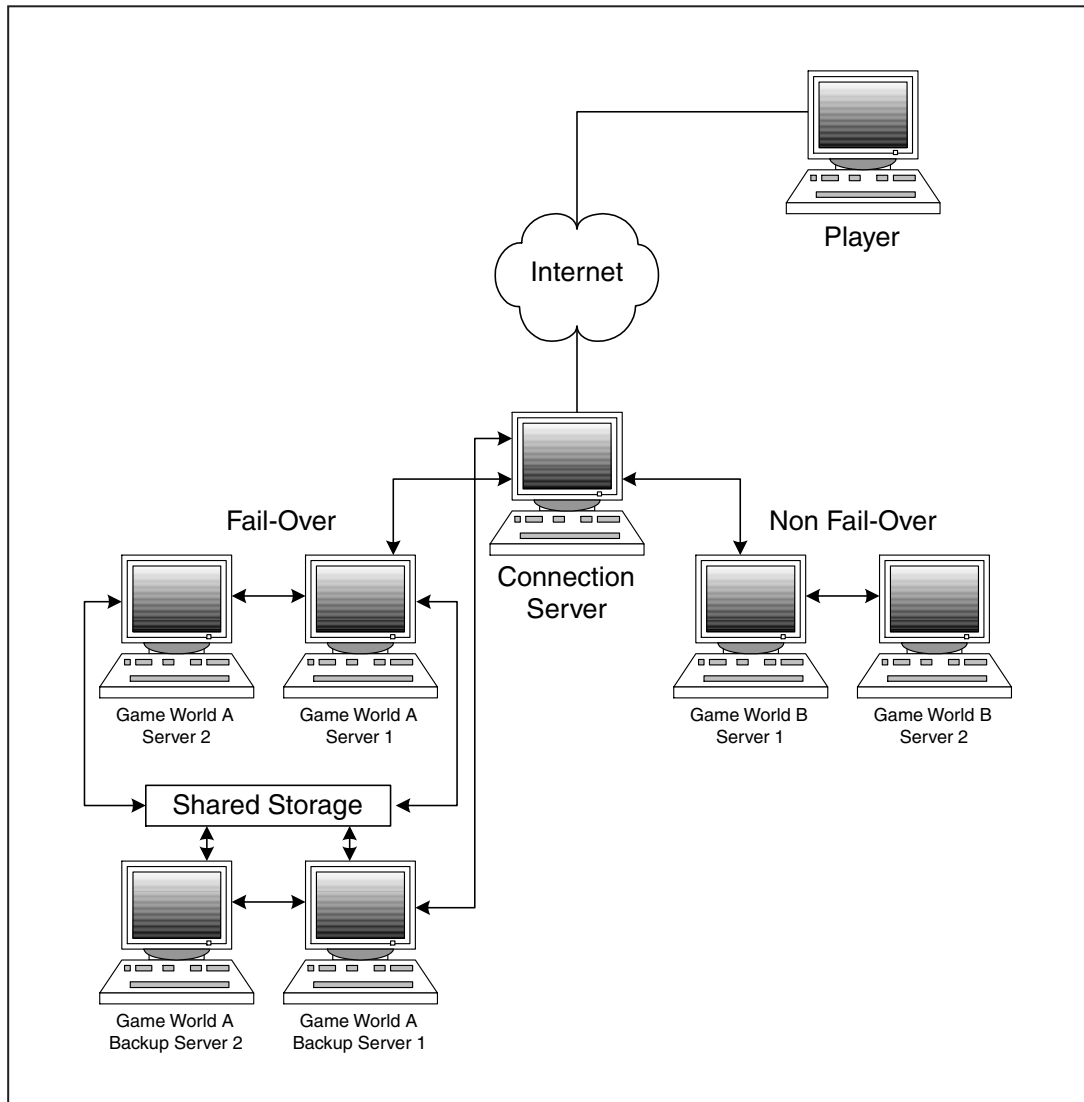 Player
Internet
Fail-Over
Non Fail-Over
Connection
Server
Game World A
Server 2
Game World A
Server 1
Game World B
Server 1
Game World B
Server 2
Shared Storage
Game World A
Backup Server 2
Game World A
Backup Server 1